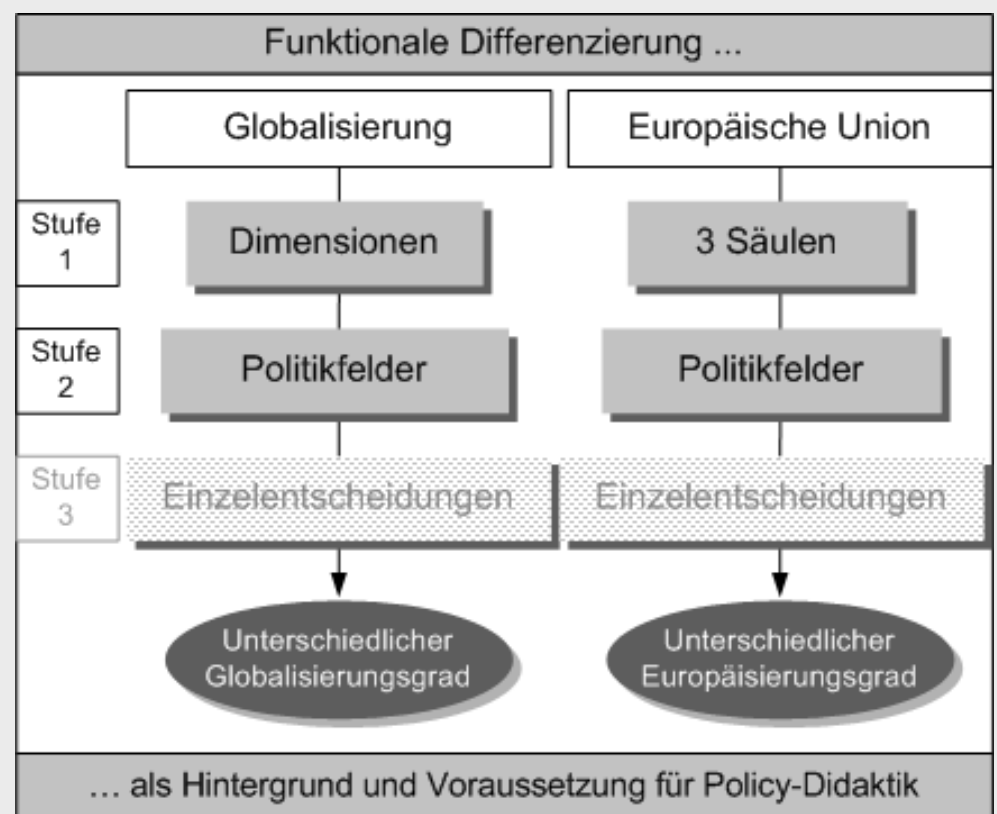 Funktionale Differenzierung ...
Globalisierung
Europäische Union
Stufe
1
Dimensionen
3 Säulen
Stufe
2
Politikfelder
Politikfelder
Stufe
3
Einzelentscheidungen
Einzelentscheidungen
Unterschiedlicher
Globalisierungsgrad
Unterschiedlicher
Europäisierungsgrad
... als Hintergrund und Voraussetzung für Policy-Didaktik